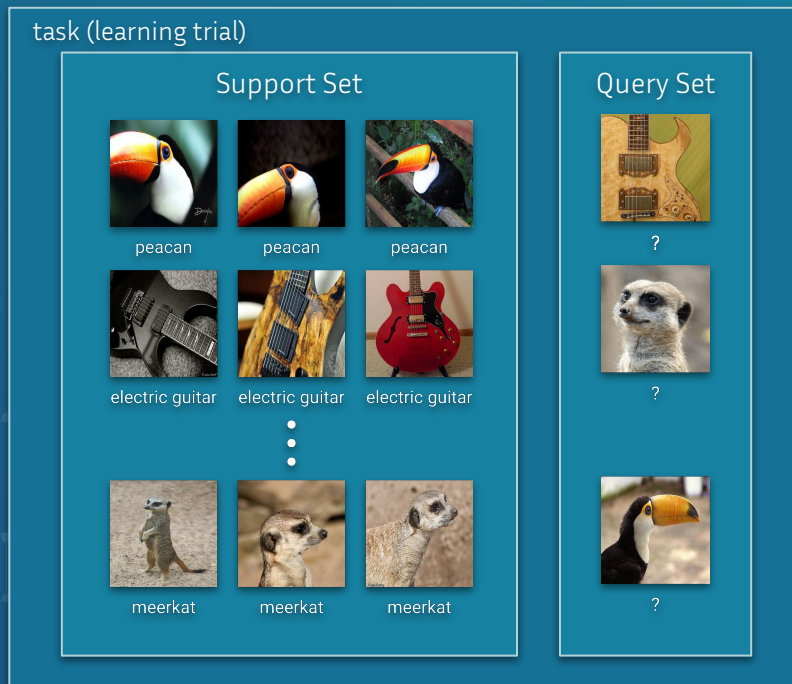 task (learning trial)
Support Set
Query Set
peacan peacan peacan
electric guitar electric guitar electric guitar
meerkat meerkat meerkat
?
?
?